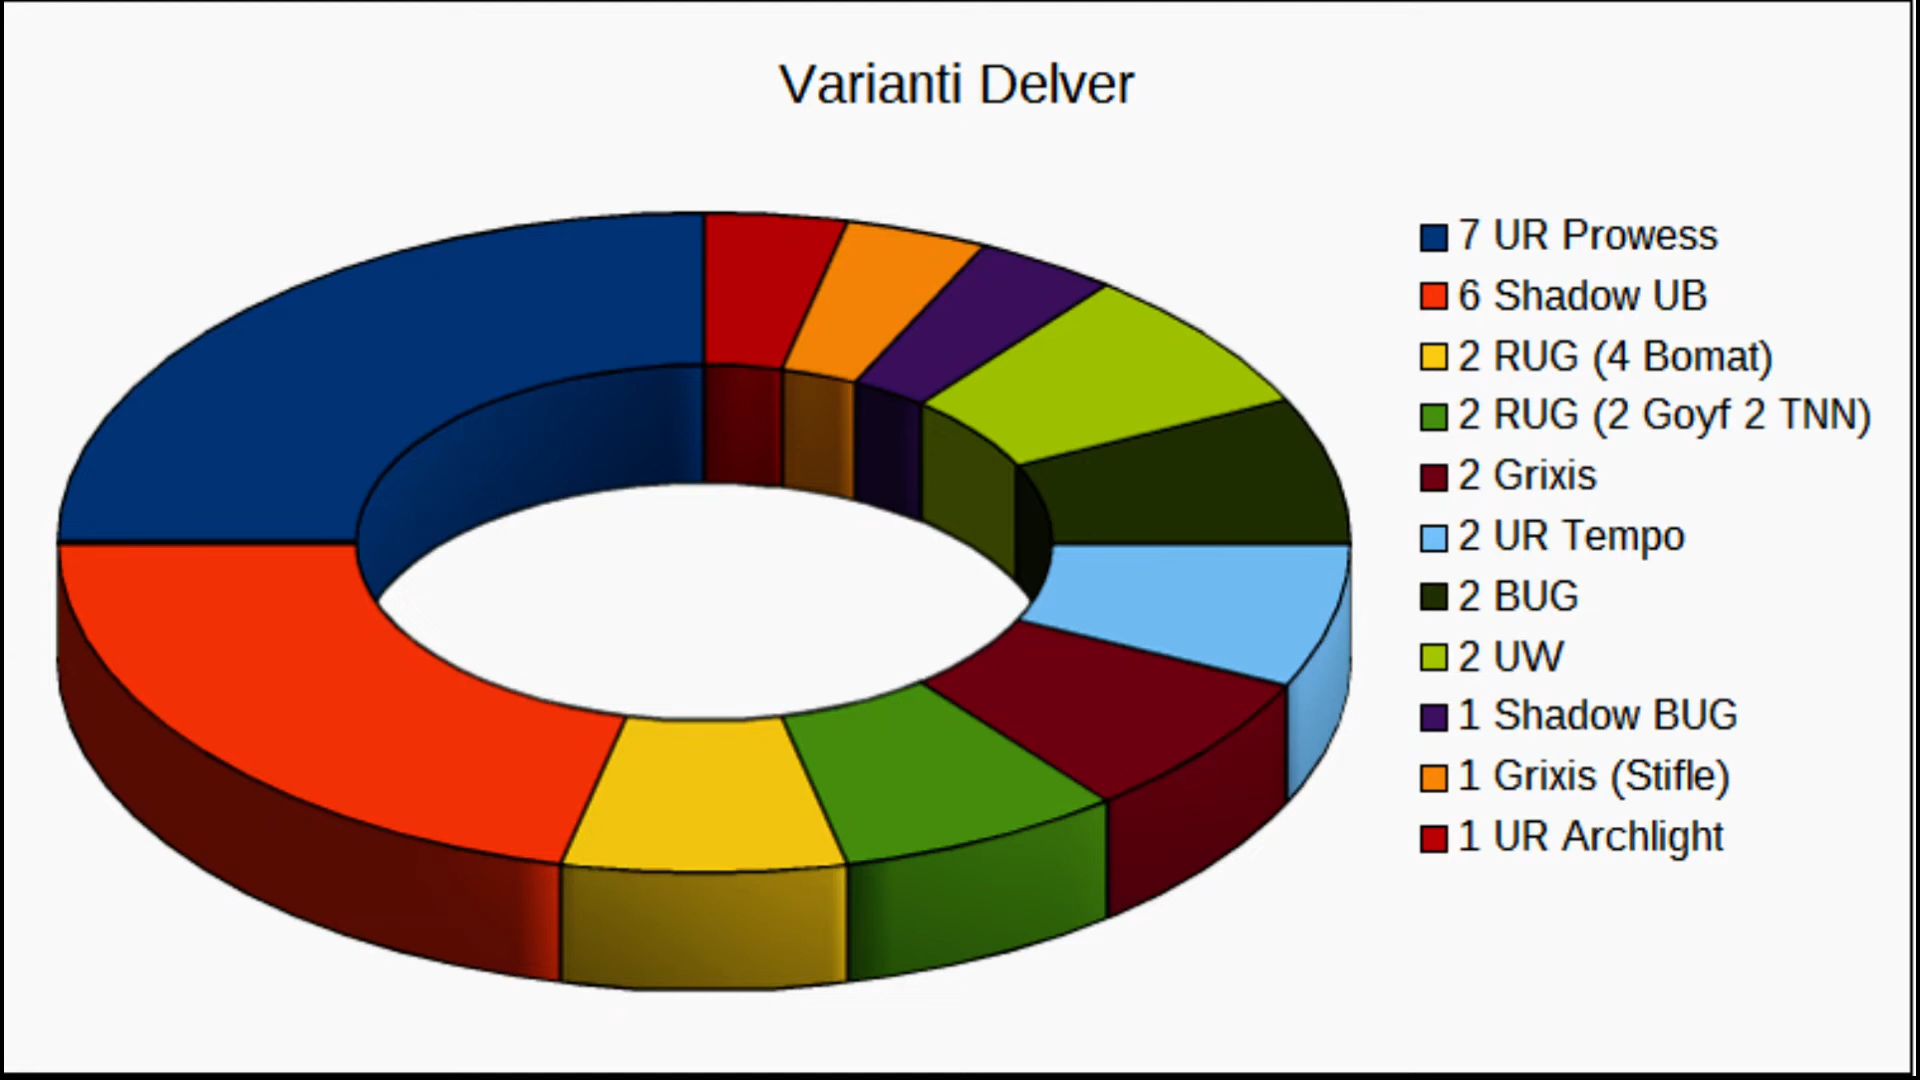 Varianti Delver
7 UR Prowess
6 Shadow UB
2 RUG (4 Bomat)
2 RUG (2 Goyf 2 TNN)
2 Grixis
2 UR Tempo
2 BUG
2 UW
1 Shadow BUG
1 Grixis (Stifle)
1 UR Archlight